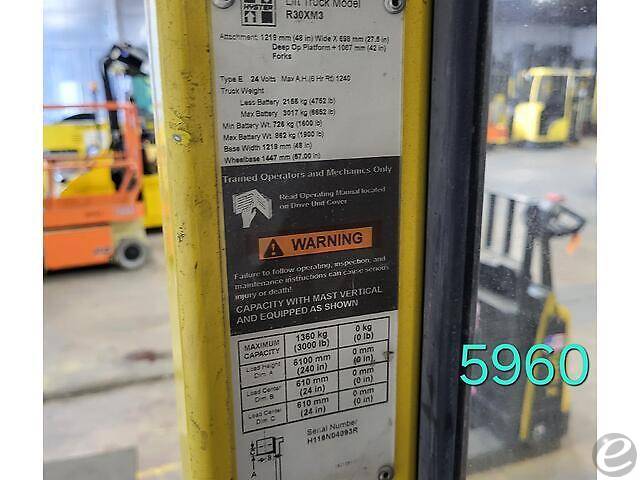 HYSTER
Lift Truck Model
R30XM3
Attachment: 1219 mm (48 in) Wide X 698 mm (27.5 in)
Deep Op Platform + 1067 mm (42 in)
Forks
Type E 24 Volts Max A.H.(6 Hr Rt) 1240
Truck Weight
Less Battery 2155 kg (4752 lb)
Max Battery 3017 kg (6652 lb)
Min Battery Wt. 726 kg (1600 lb)
Max Battery Wt. 862 kg (1900 lb)
Base Width 1219 mm (48 in)
Wheelbase 1447 mm (57.00 in)
Trained Operators and Mechanics Only
Read Operating Manual located
on Drive Unit Cover
WARNING
Failure to follow operating, inspection, and
maintenance instructions can cause serious
injury or death!
CAPACITY WITH MAST VERTICAL
AND EQUIPPED AS SHOWN
MAXIMUM CAPACITY 1360 kg (3000 lb) 0 kg (0 lb)
Load Height Dim. A 6100 mm (240 in) 0 mm (0 in)
Load Center Dim. B 610 mm (24 in) 0 mm (0 in)
Load Center Dim. C 610 mm (24 in) 0 mm (0 in)
Serial Number
H118N04093R
B
A
5960